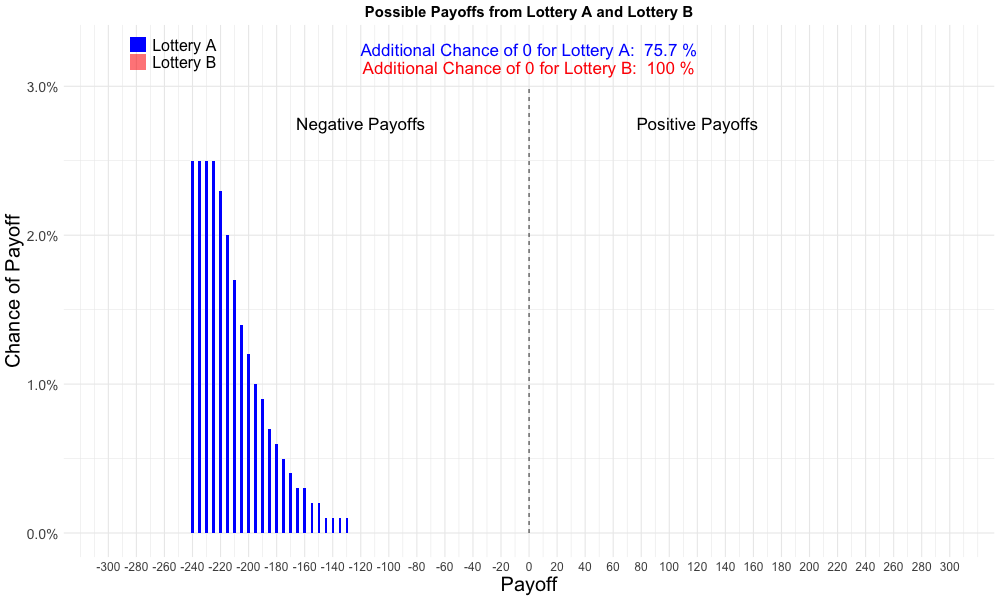 Possible Payoffs from Lottery A and Lottery B
Lottery A
Lottery B
Additional Chance of 0 for Lottery A: 75.7 %
Additional Chance of 0 for Lottery B: 100 %
Negative Payoffs
Positive Payoffs
Chance of Payoff
3.0%
2.0%
1.0%
0.0%
-300 -280 -260 -240 -220 -200 -180 -160 -140 -120 -100 -80 -60 -40 -20 0 20 40 60 80 100 120 140 160 180 200 220 240 260 280 300
Payoff